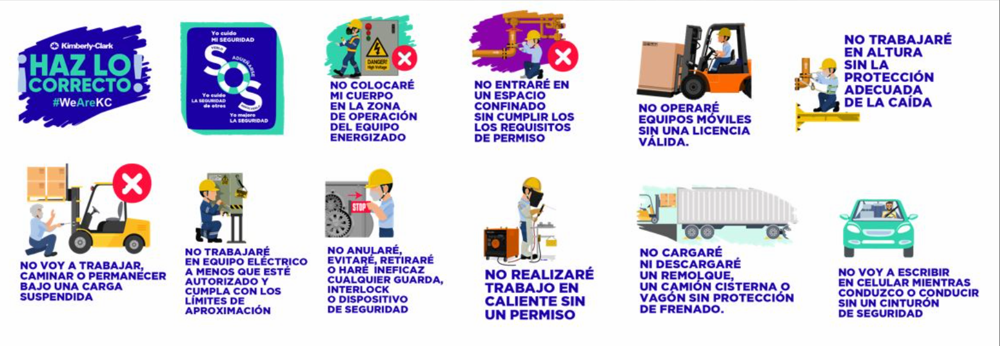 Kimberly-Clark
¡HAZ LO
CORRECTO!
#WeAreKC
Yo cuido
MI SEGURIDAD
VERLO
ADUEÑARSE
SOS
Yo cuido
LA SEGURIDAD
de otros
RESOLVERLO
Yo mejoro
LA SEGURIDAD
DANGER!
High Voltage
NO COLOCARÉ
MI CUERPO
EN LA ZONA
DE OPERACIÓN
DEL EQUIPO
ENERGIZADO
NO ENTRARÉ EN
UN ESPACIO
CONFINADO
SIN CUMPLIR LOS
LOS REQUISITOS
DE PERMISO
NO OPERARÉ
EQUIPOS MÓVILES
SIN UNA LICENCIA
VÁLIDA.
NO TRABAJARÉ
EN ALTURA
SIN LA
PROTECCIÓN
ADECUADA
DE LA CAÍDA
NO VOY A TRABAJAR,
CAMINAR O PERMANECER
BAJO UNA CARGA
SUSPENDIDA
NO TRABAJARÉ
EN EQUIPO ELÉCTRICO
A MENOS QUE ESTÉ
AUTORIZADO Y
CUMPLA CON LOS
LÍMITES DE
APROXIMACIÓN
STOP
NO ANULARÉ,
EVITARÉ, RETIRARÉ
O HARÉ INEFICAZ
CUALQUIER GUARDA,
INTERLOCK
O DISPOSITIVO
DE SEGURIDAD
NO REALIZARÉ
TRABAJO EN
CALIENTE SIN
UN PERMISO
NO CARGARÉ
NI DESCARGARÉ
UN REMOLQUE,
UN CAMIÓN CISTERNA O
VAGÓN SIN PROTECCIÓN
DE FRENADO.
NO VOY A ESCRIBIR
EN CELULAR MIENTRAS
CONDUZCO O CONDUCIR
SIN UN CINTURÓN
DE SEGURIDAD